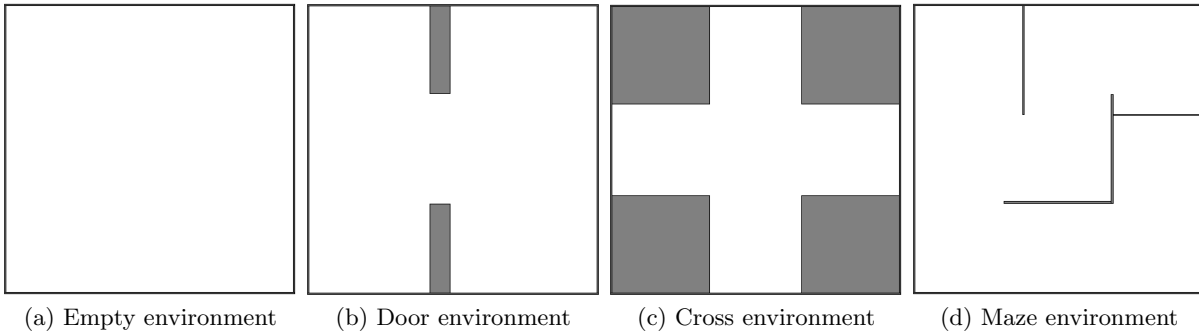 (a) Empty environment
(b) Door environment
(c) Cross environment
(d) Maze environment